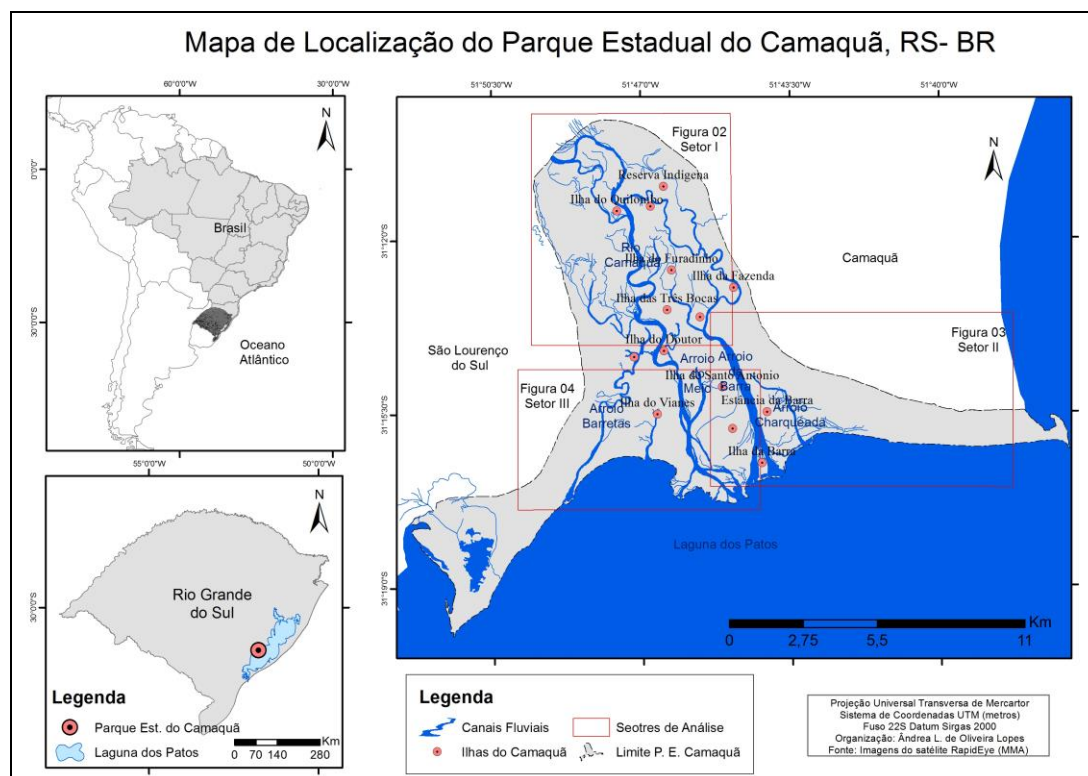 Mapa de Localização do Parque Estadual do Camaquã, RS- BR
60°0'0"W
30°0'0"W
N
0°0'0"
Brasil
30°0'0"S
Oceano
Atlântico
55°0'0"W
50°0'0"W
N
30°0'0"S
Rio Grande
do Sul
Legenda
Parque Est. do Camaquã
Laguna dos Patos
Km
0 70 140 280
51°50'30"S
51°47'0"W
51°43'30"W
51°40'0"W
N
Figura 02
Setor I
Reserva Indigena
Ilha do Quilombo
31°12'0"S
Rio
Camaquã
Ilha do Furadinho
Ilha da Fazenda
Camaquã
Ilha das Três Bocas
Figura 03
Setor II
São Lourenço
do Sul
Ilha do Doutor
Arroio
do
Meio
Arroio
da
Barra
Ilha do Santo Antonio
Figura 04
Setor III
Ilha do Vianes
Estância da Barra
Arroio
Barretas
Arroio
Charqueada
31°15'30"S
Ilha da Barra
Laguna dos Patos
31°19'0"S
Km
0 2,75 5,5 11
Legenda
Canais Fluviais
Seotres de Análise
Ilhas do Camaquã
Limite P. E. Camaquã
Projeção Universal Transversa de Mercartor
Sistema de Coordenadas UTM (metros)
Fuso 22S Datum Sirgas 2000
Organização: Ândrea L. de Oliveira Lopes
Fonte: Imagens do satélite RapidEye (MMA)